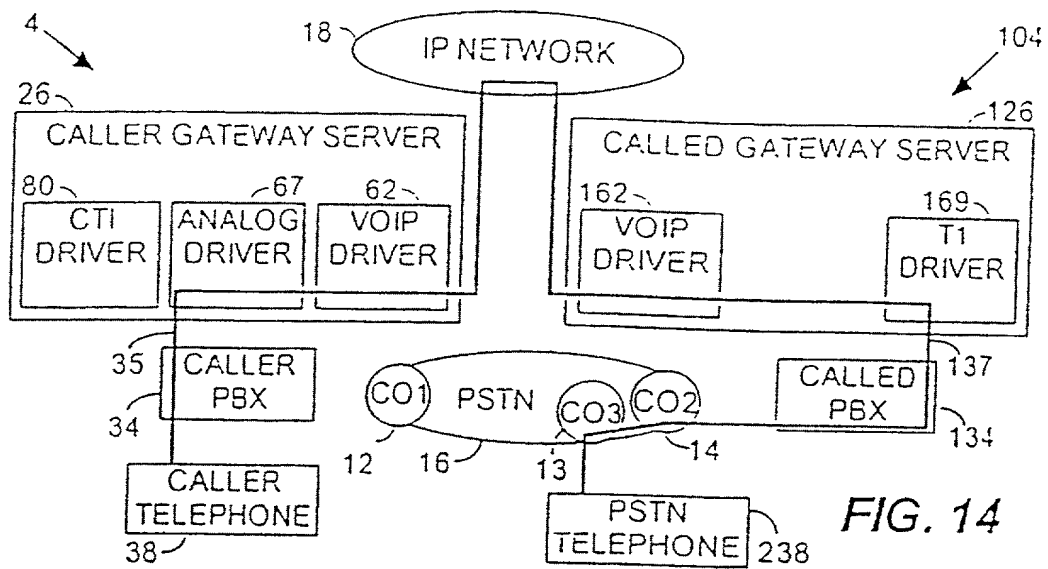 4
18
IP NETWORK
104
26
CALLER GATEWAY SERVER
126
CALLED GATEWAY SERVER
80
CTI
DRIVER
67
ANALOG
DRIVER
62
VOIP
DRIVER
162
VOIP
DRIVER
169
T1
DRIVER
35
CALLER
PBX
34
CO1
PSTN
CO3
CO2
CALLED
PBX
137
134
12
16
13
14
CALLER
TELEPHONE
38
PSTN
TELEPHONE
238
FIG. 14